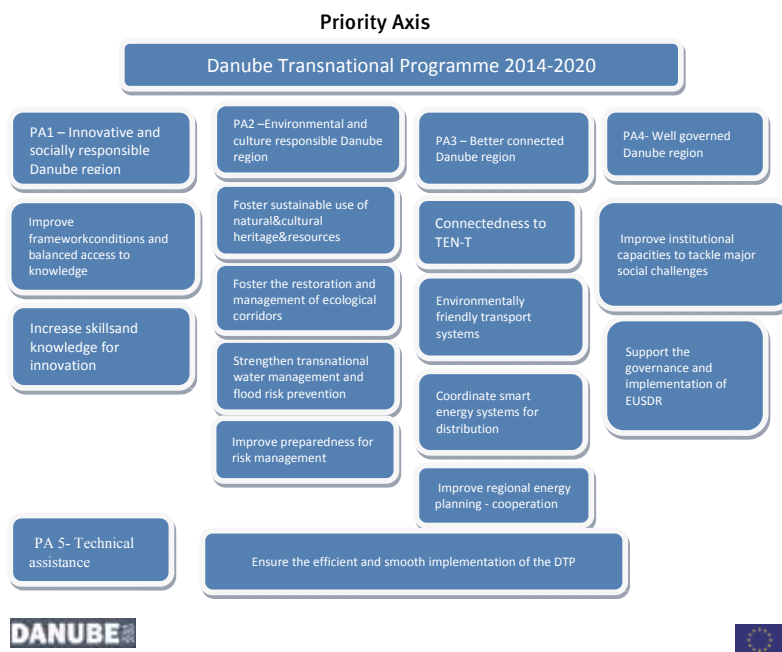 Priority Axis
Danube Transnational Programme 2014-2020
PA1 – Innovative and
socially responsible
Danube region
Improve
frameworkconditions and
balanced access to
knowledge
Increase skillsand
knowledge for
innovation
PA2 –Environmental and
culture responsible Danube
region
Foster sustainable use of
natural&cultural
heritage&resources
Foster the restoration and
management of ecological
corridors
Strengthen transnational
water management and
flood risk prevention
Improve preparedness for
risk management
PA3 – Better connected
Danube region
Connectedness to
TEN-T
Environmentally
friendly transport
systems
Coordinate smart
energy systems for
distribution
Improve regional energy
planning - cooperation
PA4- Well governed
Danube region
Improve institutional
capacities to tackle major
social challenges
Support the
governance and
implementation of
EUSDR
PA 5- Technical
assistance
Ensure the efficient and smooth implementation of the DTP
DANUBE